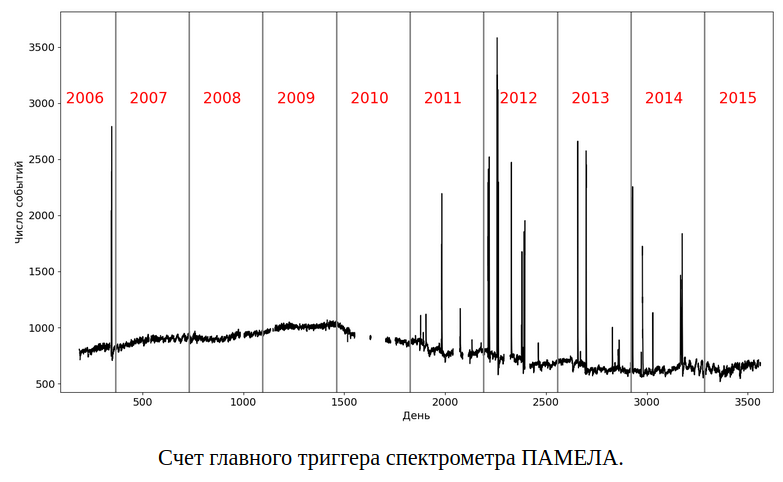 3500
3000
2500
2000
1500
1000
500
Число событий
2006 2007 2008 2009 2010 2011 2012 2013 2014 2015
500 1000 1500 2000 2500 3000 3500
День
Счет главного триггера спектрометра ПАМЕЛА.